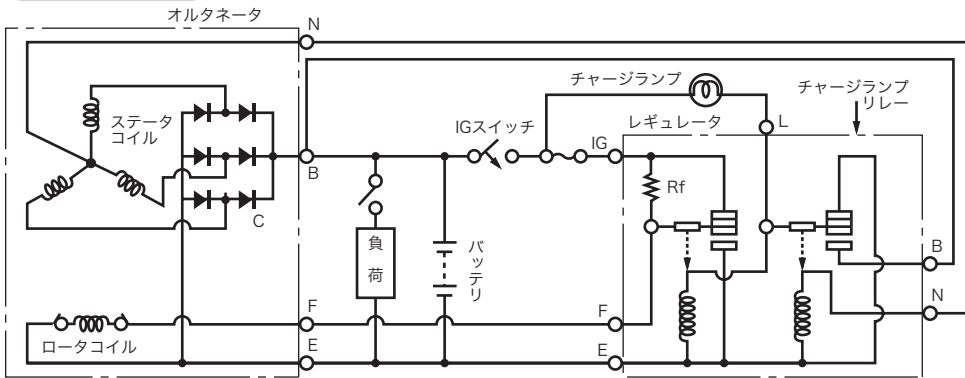 オルタネータ
N
チャージランプ
チャージランプ
リレー
ステータ
コイル
IGスイッチ
レギュレータ
L
IG
B
Rf
C
負
荷
バッテリ
B
N
F
F
ロータコイル
E
E